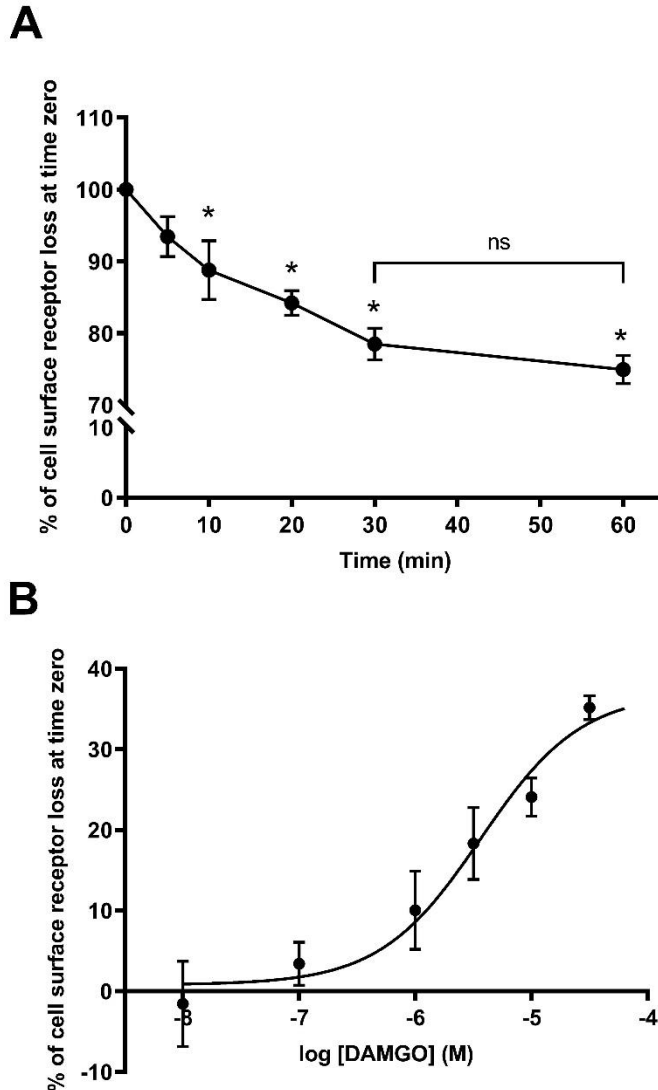 A
% of cell surface receptor loss at time zero
110
100
90
80
70
10
0
*
*
*
*
ns
0 10 20 30 40 50 60
Time (min)
B
% of cell surface receptor loss at time zero
40
30
20
10
0
-10
-8 -7 -6 -5 -4
log [DAMGO] (M)